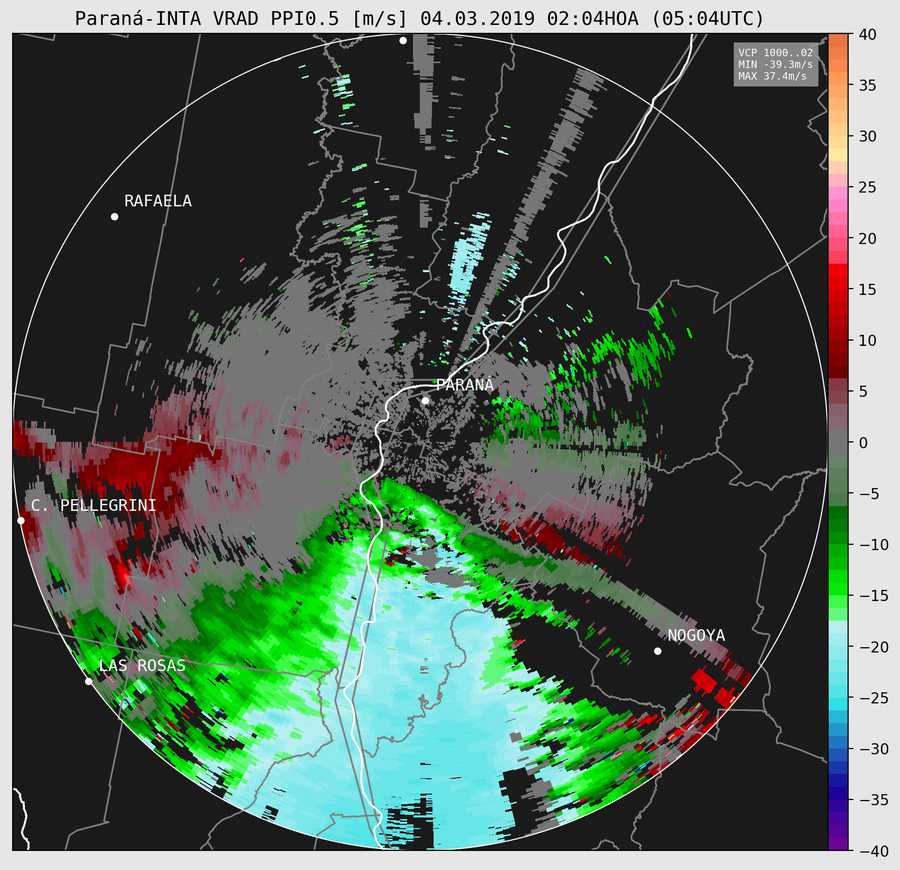 Paraná-INTA VRAD PPI0.5 [m/s] 04.03.2019 02:04HOA (05:04UTC)
VCP 1000..02
MIN -39.3m/s
MAX 37.4m/s
RAFAELA
PARANÁ
C. PELLEGRINI
NOGOYA
LAS ROSAS
40
35
30
25
20
15
10
5
0
−5
−10
−15
−20
−25
−30
−35
−40